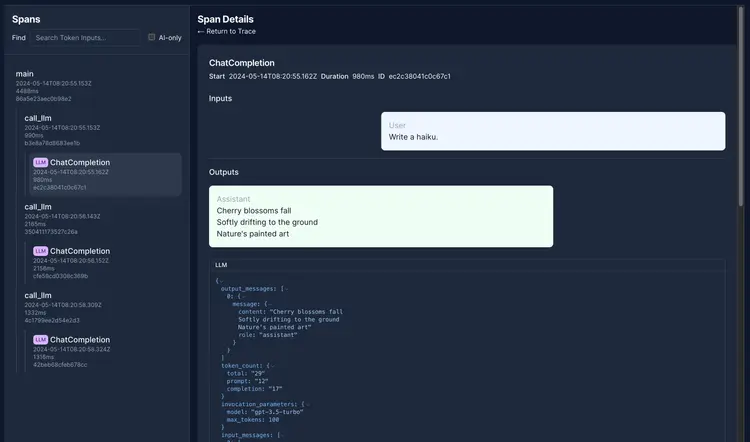 Spans
Find Search Token Inputs... AI-only
main
2024-05-14T08:20:55.153Z
4488ms
86a5e23aec0b98e2
call_llm
2024-05-14T08:20:55.153Z
990ms
b3e8a78d8683ee1b
LLM ChatCompletion
2024-05-14T08:20:55.162Z
980ms
ec2c38041c0c67c1
call_llm
2024-05-14T08:20:56.143Z
2165ms
350411173527c26a
LLM ChatCompletion
2024-05-14T08:20:56.152Z
2156ms
cfe58cd0308c369b
call_llm
2024-05-14T08:20:58.309Z
1332ms
4c1799ee2d54e2d3
LLM ChatCompletion
2024-05-14T08:20:58.324Z
1316ms
42beb68cfeb678cc
Span Details
← Return to Trace
ChatCompletion
Start 2024-05-14T08:20:55.162Z Duration 980ms ID ec2c38041c0c67c1
Inputs
User
Write a haiku.
Outputs
Assistant
Cherry blossoms fall
Softly drifting to the ground
Nature's painted art
LLM
{
output_messages: [
0: {
message: {
content: "Cherry blossoms fall
Softly drifting to the ground
Nature's painted art"
role: "assistant"
}
}
]
token_count: {
total: "29"
prompt: "12"
completion: "17"
}
invocation_parameters: {
model: "gpt-3.5-turbo"
max_tokens: 100
}
input_messages: [